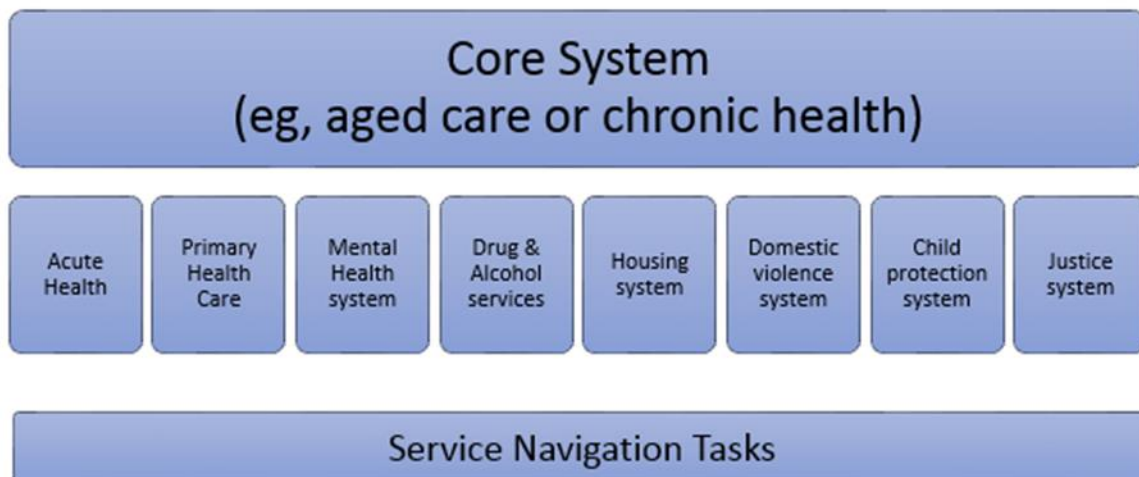 Core System
(eg, aged care or chronic health)
Acute
Health
Primary
Health
Care
Mental
Health
system
Drug &
Alcohol
services
Housing
system
Domestic
violence
system
Child
protection
system
Justice
system
Service Navigation Tasks